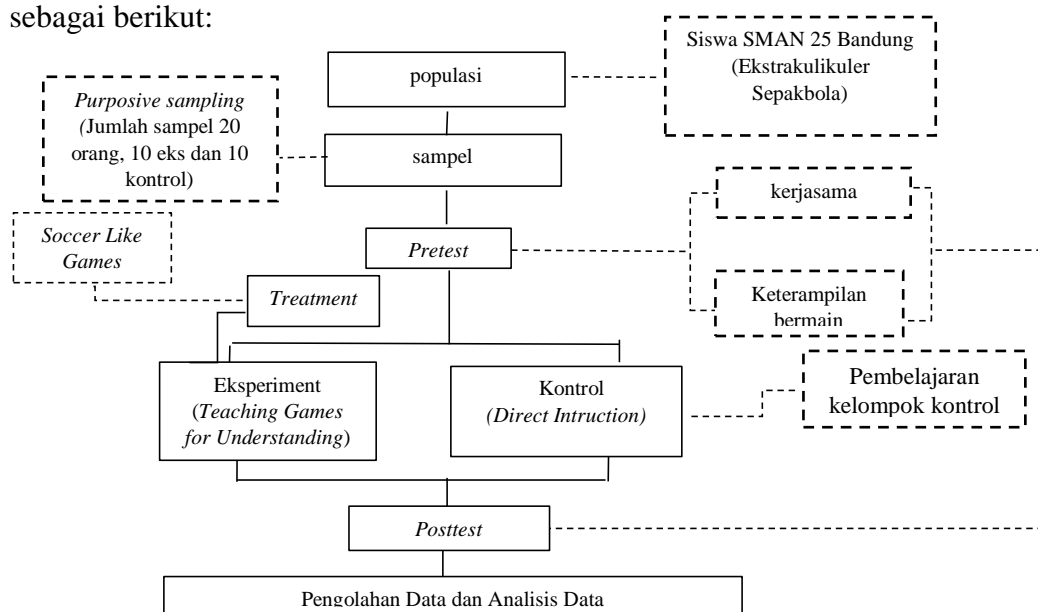 sebagai berikut:
populasi
Siswa SMAN 25 Bandung
(Ekstrakulikuler
Sepakbola)
Purposive sampling
(Jumlah sampel 20
orang, 10 eks dan 10
kontrol)
sampel
kerjasama
Soccer Like
Games
Pretest
Treatment
Keterampilan
bermain
Eksperiment
(Teaching Games
for Understanding)
Kontrol
(Direct Intruction)
Pembelajaran
kelompok kontrol
Posttest
Pengolahan Data dan Analisis Data